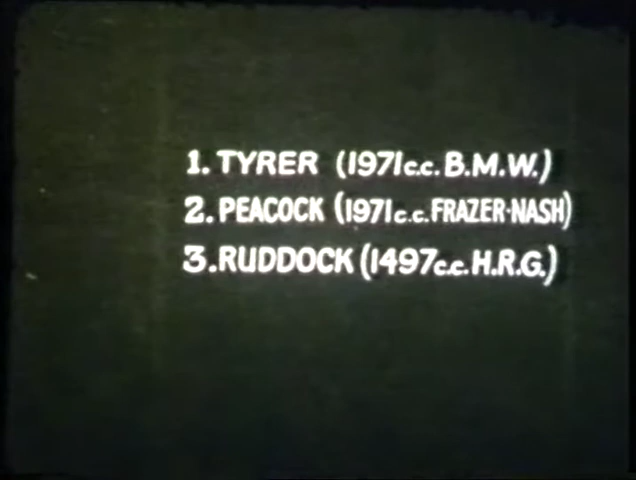 1. TYRER (1971c.c. B.M.W.)
2. PEACOCK (1971c.c. FRAZER-NASH)
3. RUDDOCK (1497c.c. H.R.G.)